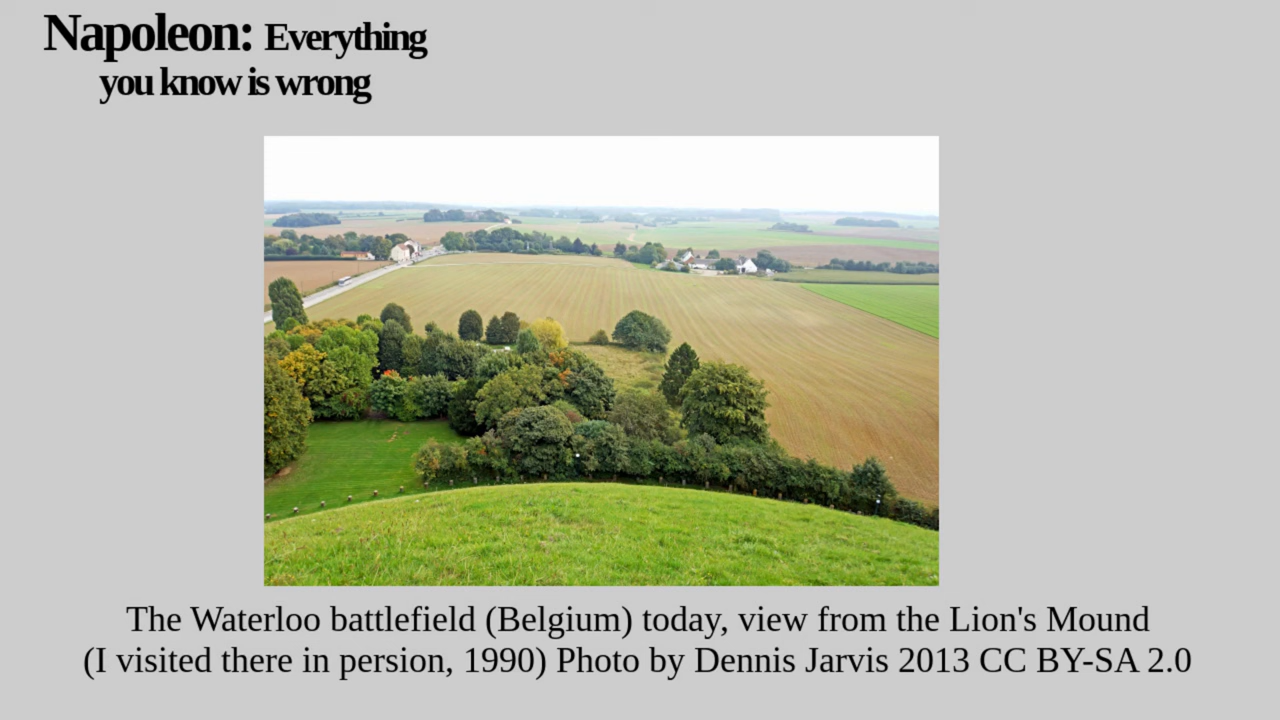 Napoleon: Everything
you know is wrong
The Waterloo battlefield (Belgium) today, view from the Lion's Mound
(I visited there in persion, 1990) Photo by Dennis Jarvis 2013 CC BY-SA 2.0